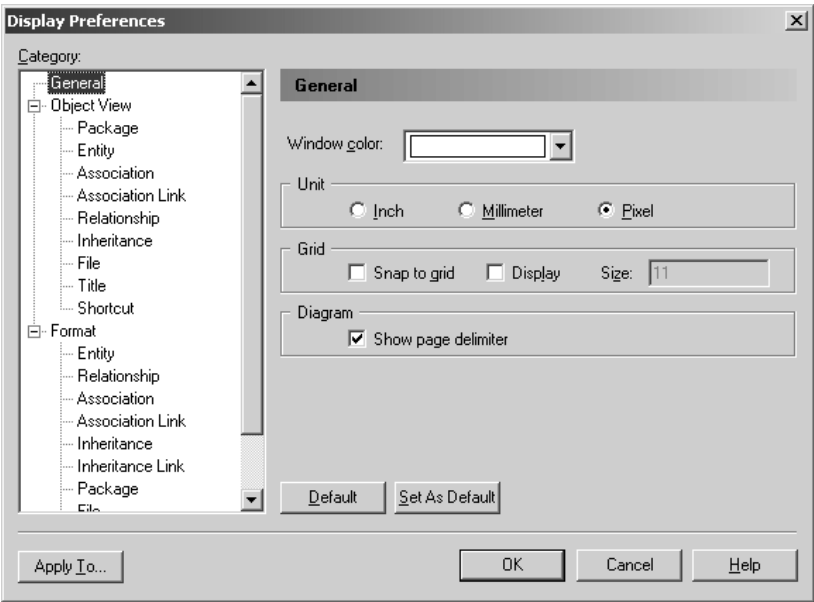 Display Preferences
Category:
General
Object View
Package
Entity
Association
Association Link
Relationship
Inheritance
File
Title
Shortcut
Format
Entity
Relationship
Association
Association Link
Inheritance
Inheritance Link
Package
File
General
Window color:
Unit
Inch Millimeter Pixel
Grid
Snap to grid Display Size: 11
Diagram
Show page delimiter
Default Set As Default
Apply To... OK Cancel Help